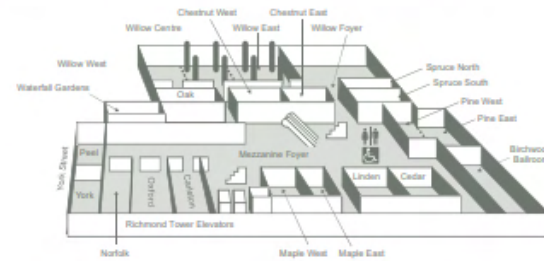 Chestnut West
Chestnut East
Willow Centre
Willow East
Willow Foyer
Willow West
Spruce North
Waterfall Gardens
Spruce South
Oak
Pine West
Pine East
Mezzanine Foyer
Birchwood
Ballroom
York Street
Peel
York
Oxford
Carleton
Linden
Cedar
Richmond Tower Elevators
Norfolk
Maple West
Maple East